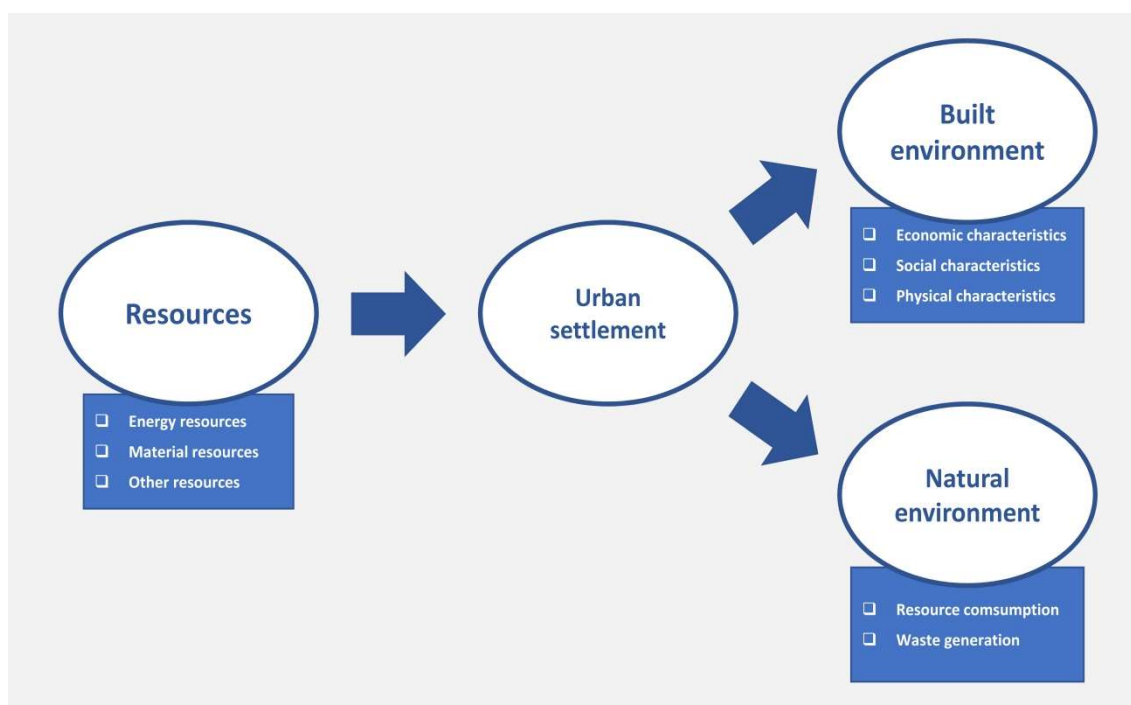 Resources
Energy resources
Material resources
Other resources
Urban
settlement
Built
environment
Economic characteristics
Social characteristics
Physical characteristics
Natural
environment
Resource comsumption
Waste generation